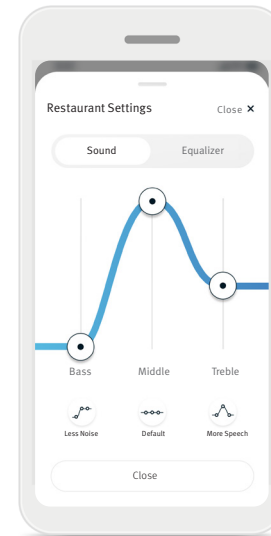 Restaurant Settings Close ×
Sound Equalizer
Bass Middle Treble
Less Noise Default More Speech
Close